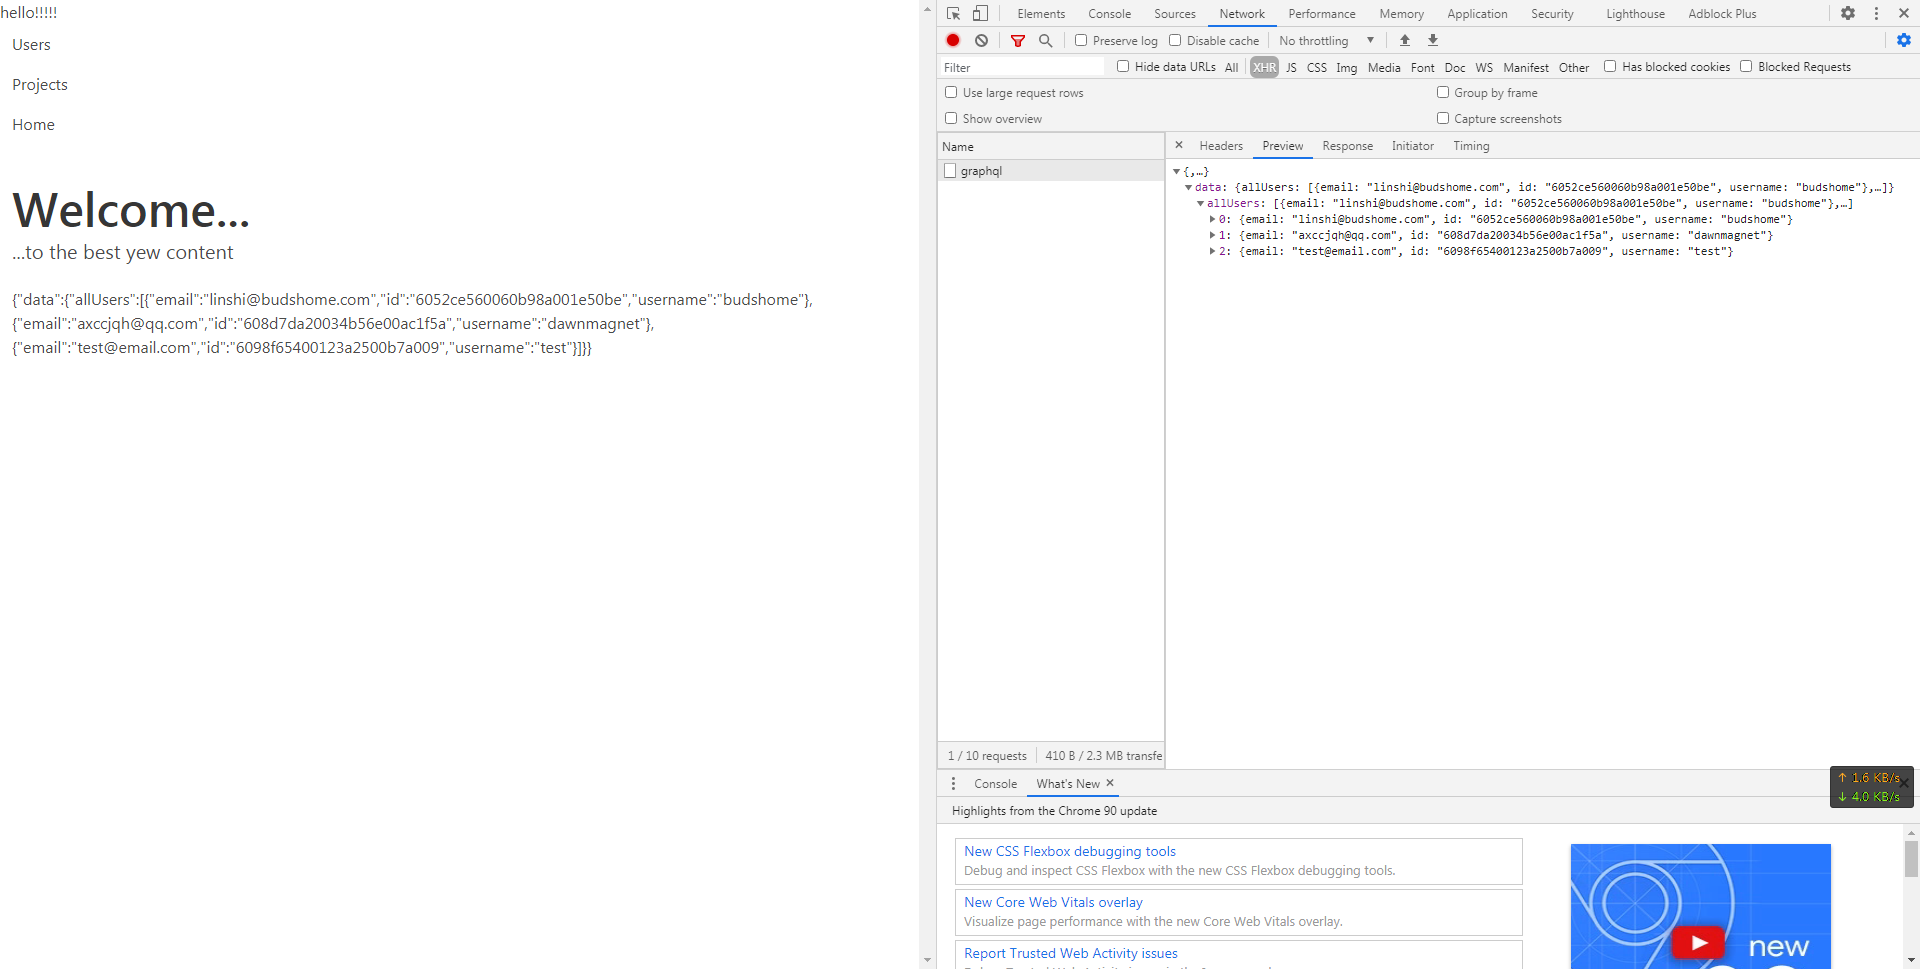 hello!!!!!
Users
Projects
Home
Welcome...
...to the best yew content
{"data":{"allUsers":[{"email":"linshi@budshome.com","id":"6052ce560060b98a001e50be","username":"budshome"},
{"email":"axccjqh@qq.com","id":"608d7da20034b56e00ac1f5a","username":"dawnmagnet"},
{"email":"test@email.com","id":"6098f65400123a2500b7a009","username":"test"}]}}
Elements Console Sources Network Performance Memory Application Security Lighthouse Adblock Plus
Preserve log Disable cache No throttling
Filter Hide data URLs All XHR JS CSS Img Media Font Doc WS Manifest Other Has blocked cookies Blocked Requests
Use large request rows Group by frame
Show overview Capture screenshots
Name
graphql
1 / 10 requests 410 B / 2.3 MB transfe
Headers Preview Response Initiator Timing
{,…}
data: {allUsers: [{email: "linshi@budshome.com", id: "6052ce560060b98a001e50be", username: "budshome"},…]}
allUsers: [{email: "linshi@budshome.com", id: "6052ce560060b98a001e50be", username: "budshome"},…]
0: {email: "linshi@budshome.com", id: "6052ce560060b98a001e50be", username: "budshome"}
1: {email: "axccjqh@qq.com", id: "608d7da20034b56e00ac1f5a", username: "dawnmagnet"}
2: {email: "test@email.com", id: "6098f65400123a2500b7a009", username: "test"}
Console What's New
↑ 1.6 KB/s
↓ 4.0 KB/s
Highlights from the Chrome 90 update
New CSS Flexbox debugging tools
Debug and inspect CSS Flexbox with the new CSS Flexbox debugging tools.
New Core Web Vitals overlay
Visualize page performance with the new Core Web Vitals overlay.
Report Trusted Web Activity issues
new